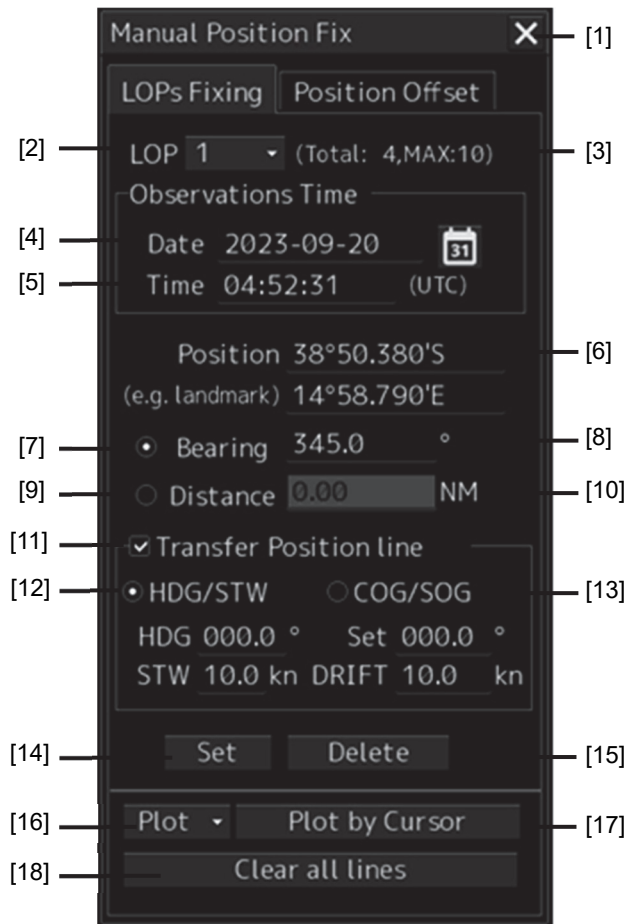 Manual Position Fix [1]
LOPs Fixing Position Offset
[2] LOP 1 (Total: 4,MAX:10) [3]
Observations Time
[4] Date 2023-09-20 31
[5] Time 04:52:31 (UTC)
Position 38°50.380'S [6]
(e.g. landmark) 14°58.790'E
[7] Bearing 345.0 ° [8]
[9] Distance 0.00 NM [10]
[11] Transfer Position line
[12] HDG/STW COG/SOG [13]
HDG 000.0 ° Set 000.0 °
STW 10.0 kn DRIFT 10.0 kn
[14] Set Delete [15]
[16] Plot Plot by Cursor [17]
[18] Clear all lines